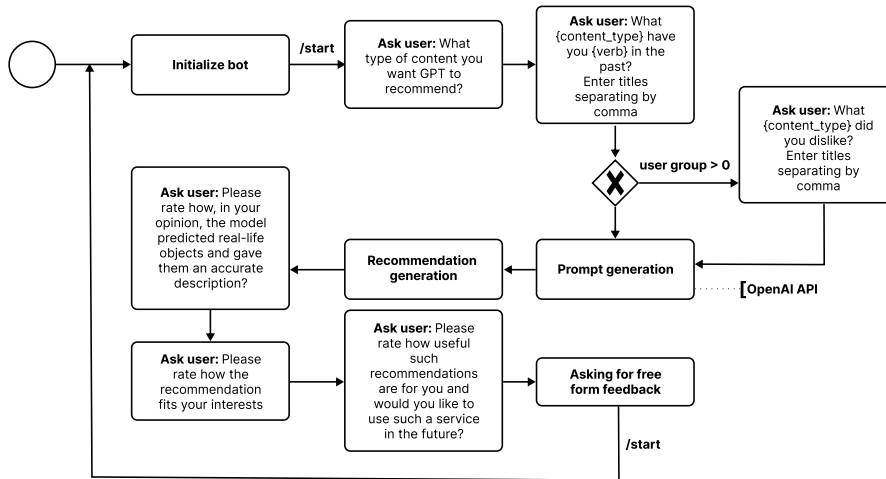 Initialize bot
/start
Ask user: What
type of content you
want GPT to
recommend?
Ask user: What
{content_type} have
you {verb} in the
past?
Enter titles
separating by
comma
user group > 0
Ask user: What
{content_type} did
you dislike?
Enter titles
separating by
comma
Prompt generation
OpenAI API
Recommendation
generation
Ask user: Please
rate how, in your
opinion, the model
predicted real-life
objects and gave
them an accurate
description?
Ask user: Please
rate how the
recommendation
fits your interests
Ask user: Please
rate how useful
such
recommendations
are for you and
would you like to
use such a service
in the future?
Asking for free
form feedback
/start